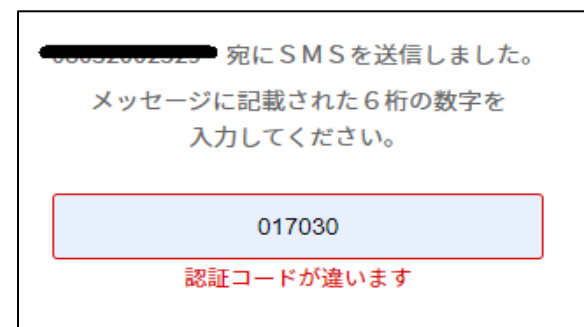 宛にＳＭＳを送信しました。
メッセージに記載された６桁の数字を
入力してください。
017030
認証コードが違います